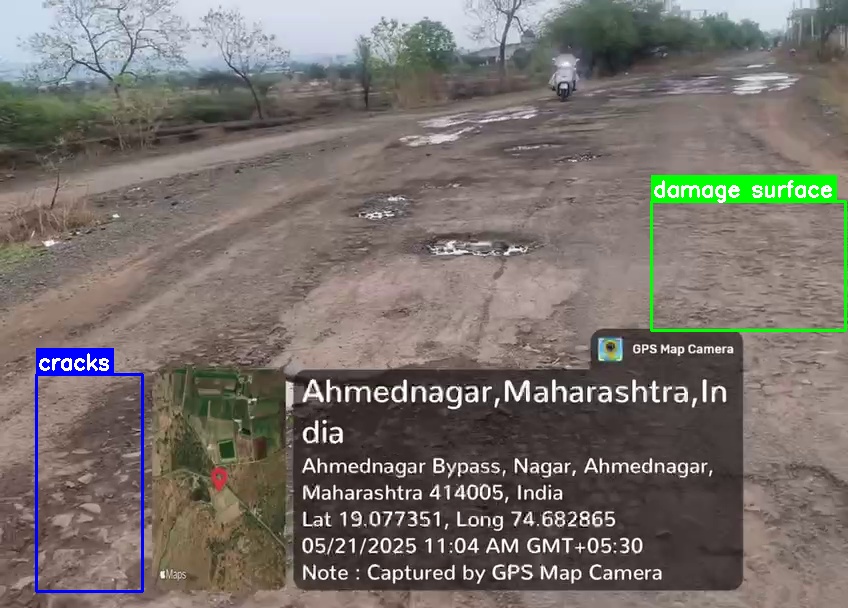 damage surface
GPS Map Camera
cracks
Ahmednagar,Maharashtra,In
dia
Ahmednagar Bypass, Nagar, Ahmednagar,
Maharashtra 414005, India
Lat 19.077351, Long 74.682865
05/21/2025 11:04 AM GMT+05:30
Note : Captured by GPS Map Camera
Maps